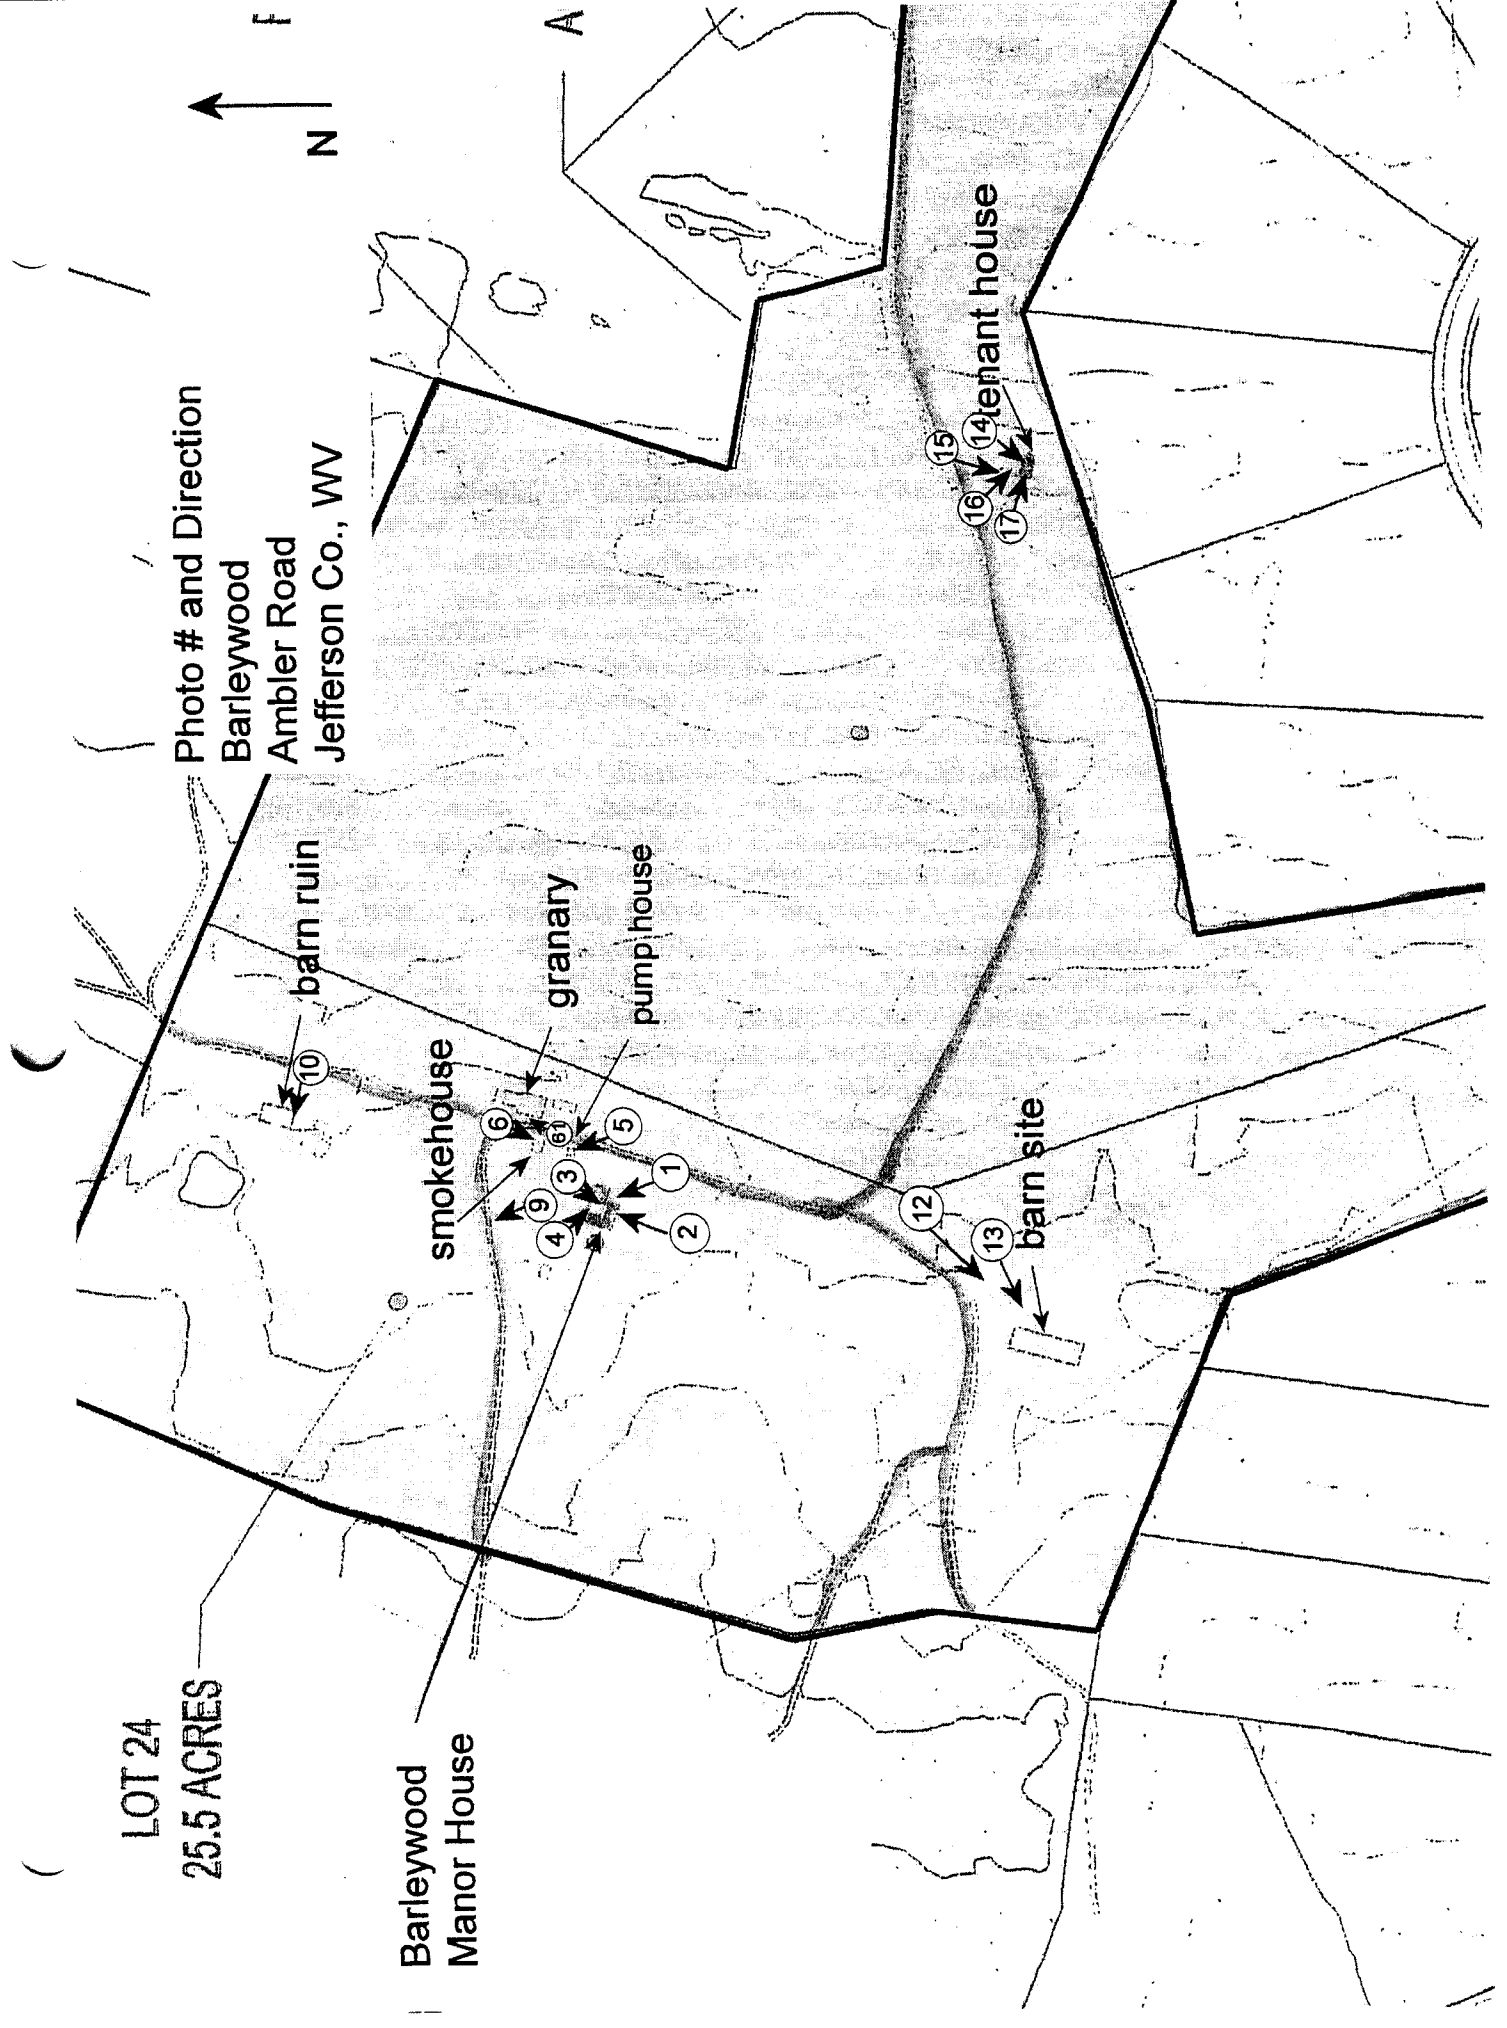 Photo # and Direction
Barleywood
Ambler Road
Jefferson Co., WV
N
A
LOT 24
25.5 ACRES
Barleywood
Manor House
smokehouse
barn ruin
granary
pump house
barn site
tenant house
10
6
61
5
3
1
9
4
2
12
13
15
14
16
17